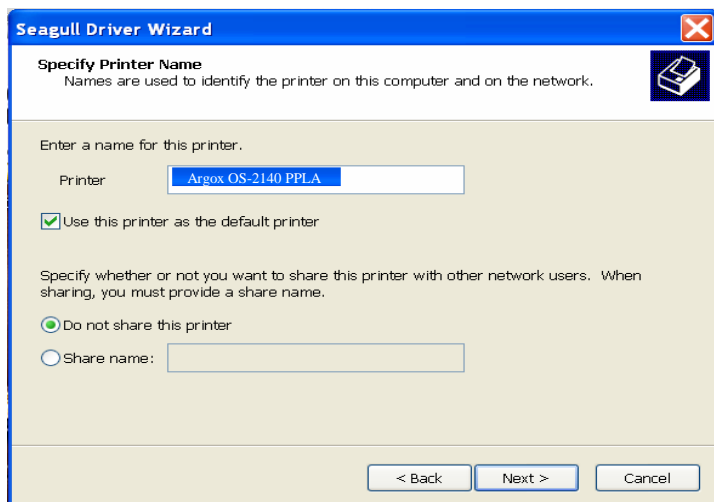 Seagull Driver Wizard
Specify Printer Name
Names are used to identify the printer on this computer and on the network.
Enter a name for this printer.
Printer Argox OS-2140 PPLA
Use this printer as the default printer
Specify whether or not you want to share this printer with other network users. When
sharing, you must provide a share name.
Do not share this printer
Share name:
< Back Next > Cancel